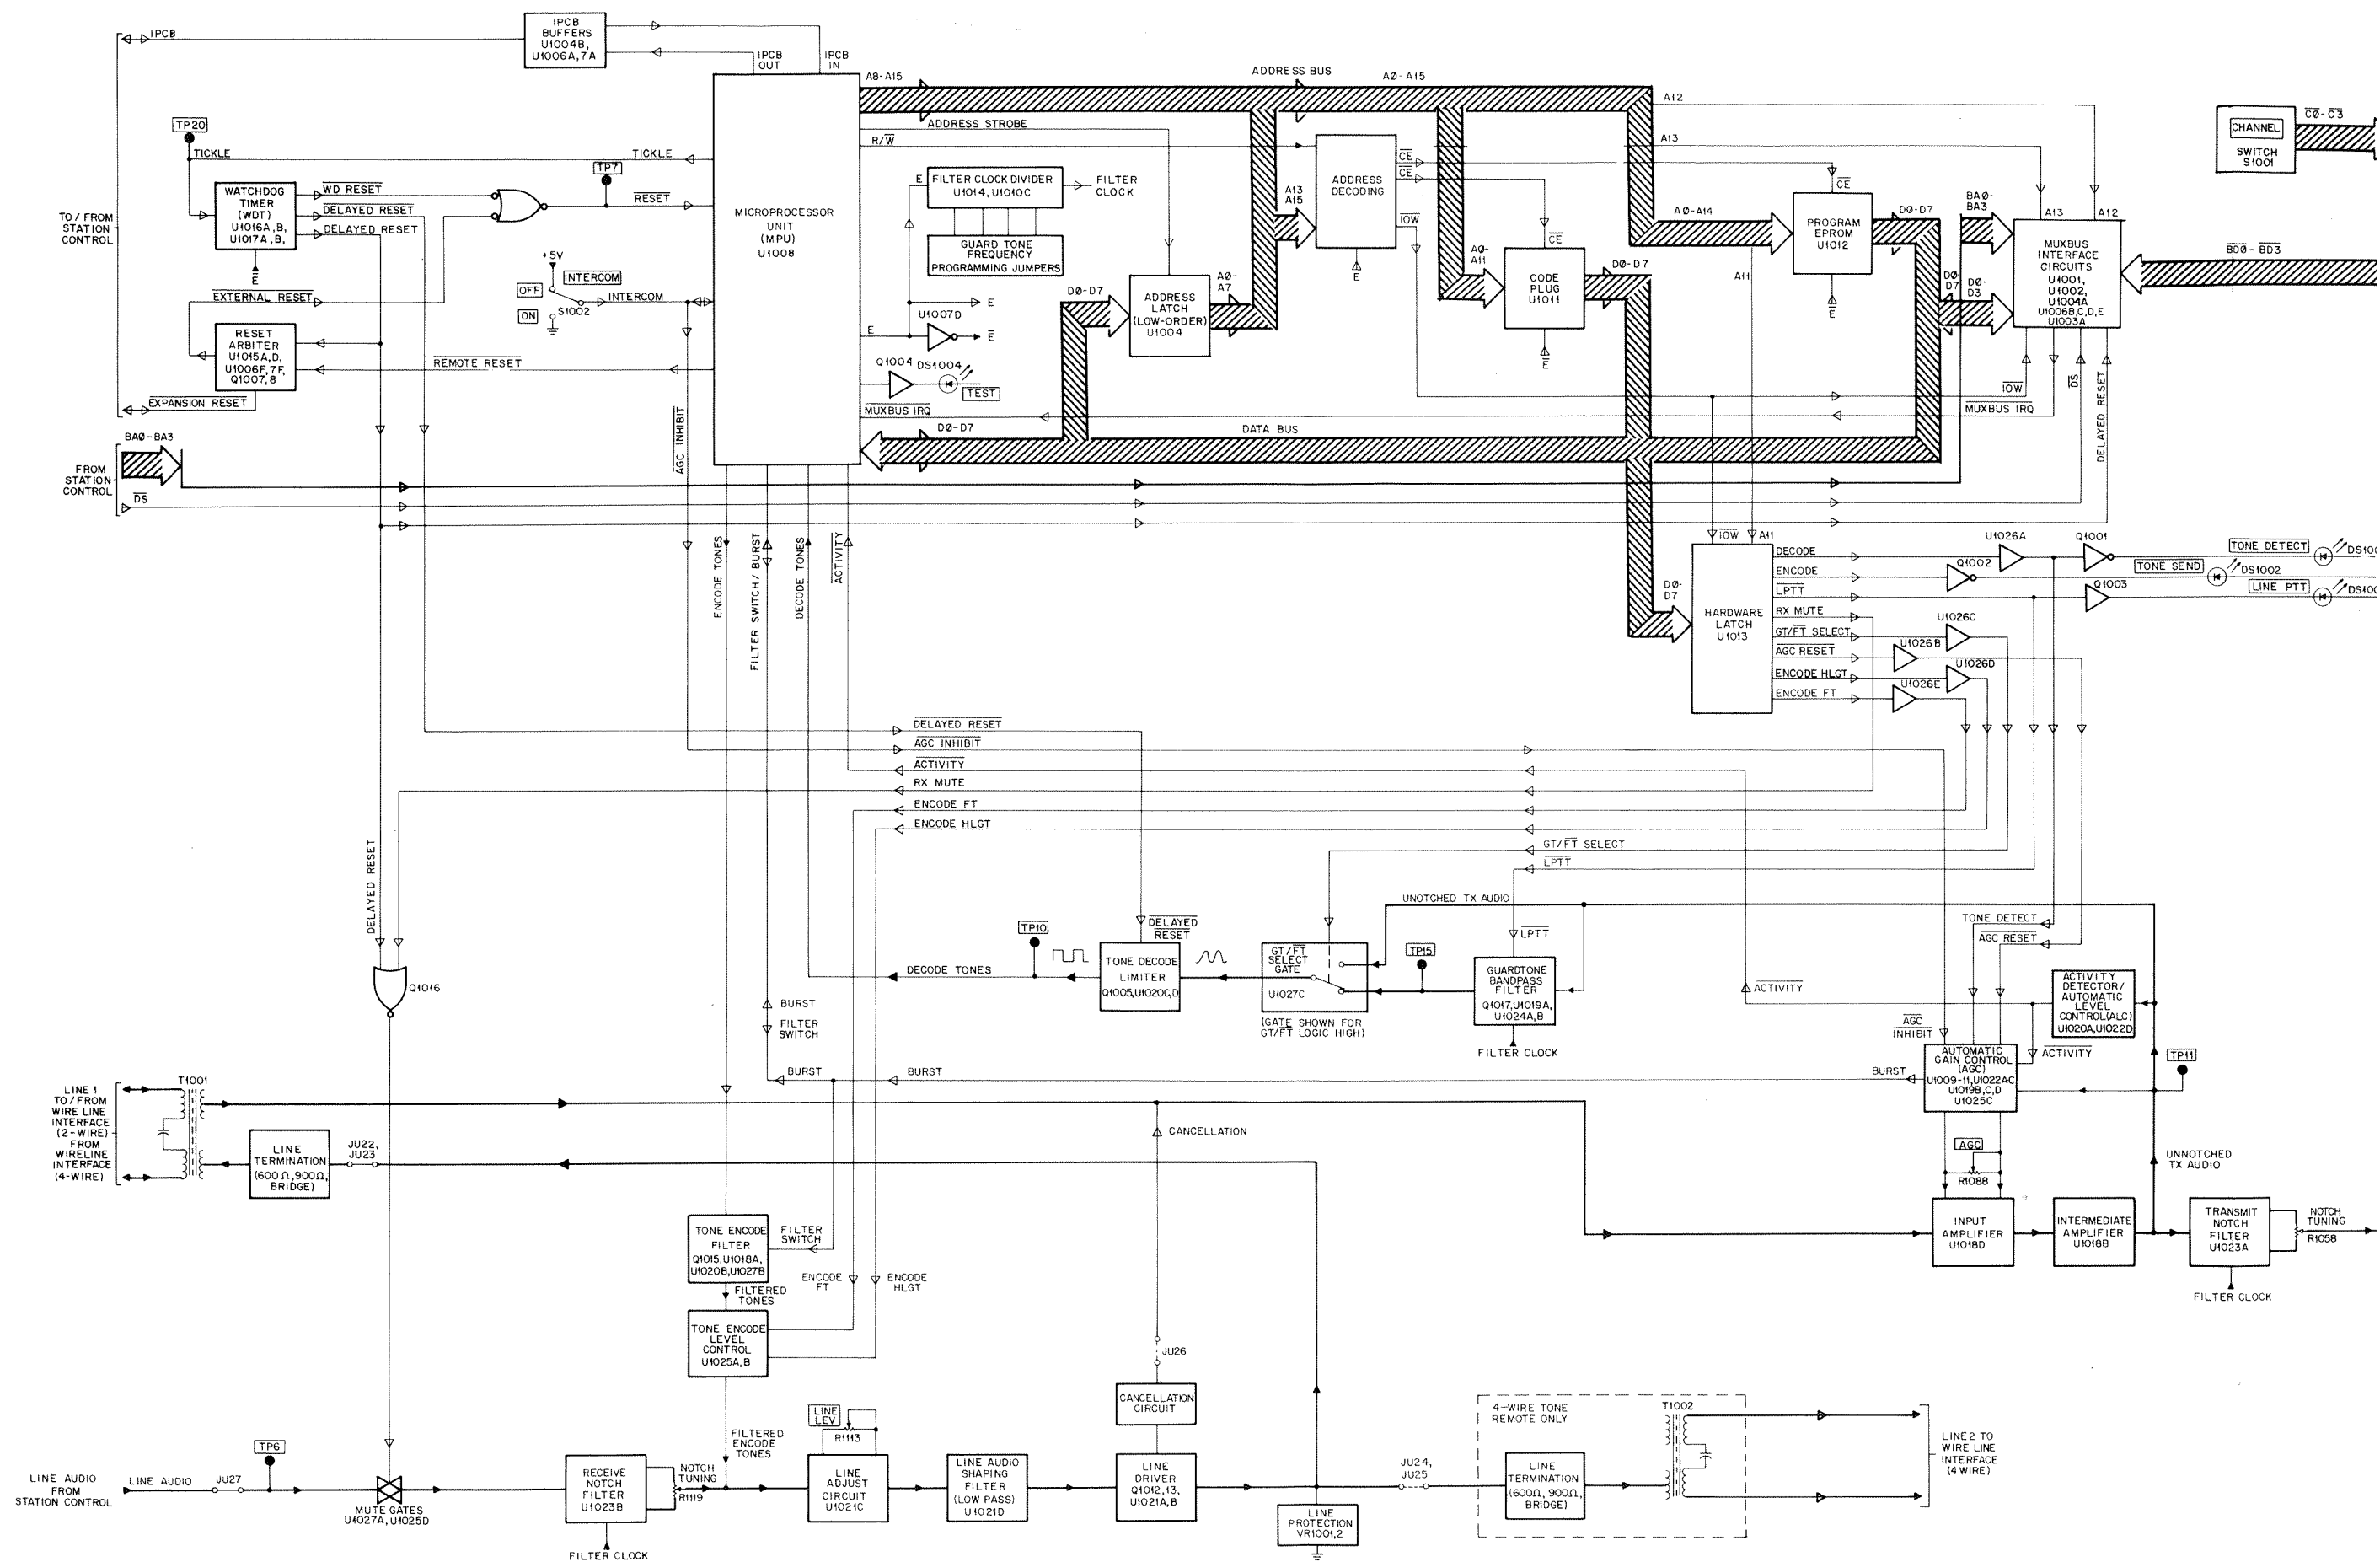 IPCB
IPCB
BUFFERS
U1004B,
U1006A,7A
IPCB
OUT
IPCB
IN
TP20
TICKLE
TICKLE
WATCHDOG
TIMER
(WDT)
U1016A,B,
U1017A,B,
E
WD RESET
DELAYED RESET
DELAYED RESET
TP7
RESET
TO/FROM
STATION
CONTROL
+5V
INTERCOM
OFF
ON
S1002
INTERCOM
EXTERNAL RESET
RESET
ARBITER
U1015A,D,
U1006F,7F,
Q1007,8
REMOTE RESET
EXPANSION RESET
MICROPROCESSOR
UNIT
(MPU)
U1008
A8-A15
ADDRESS BUS
AØ-A15
ADDRESS STROBE
R/W
E
FILTER CLOCK DIVIDER
U1014, U1010C
FILTER
CLOCK
GUARD TONE
FREQUENCY
PROGRAMMING JUMPERS
E
U1007D
E
E
Q1004
DS1004
TEST
MUXBUS IRQ
DØ-D7
DATA BUS
DØ-D7
ADDRESS
LATCH
(LOW-ORDER)
U1004
AØ-
A7
A13
A15
ADDRESS
DECODING
E
CE
CE
IOW
AØ-
A11
CE
CODE
PLUG
U1011
E
DØ-D7
A12
A13
CE
AØ-A14
A11
PROGRAM
EPROM
U1012
E
DØ-D7
BAØ-
BA3
DØ-
D7
DØ-
D3
A13
A12
MUXBUS
INTERFACE
CIRCUITS
U1001,
U1002,
U1004A
U1006B,C,D,E
U1003A
IOW
MUXBUS IRQ
DS
DELAYED RESET
CHANNEL
SWITCH
S1001
CØ-C3
BDØ-BD3
FROM
STATION
CONTROL
BAØ-BA3
DS
AGC INHIBIT
ENCODE TONES
FILTER SWITCH/BURST
DECODE TONES
ACTIVITY
IOW
A11
DØ-
D7
HARDWARE
LATCH
U1013
DECODE
ENCODE
LPTT
RX MUTE
GT/FT SELECT
AGC RESET
ENCODE HLGT
ENCODE FT
U1026A
Q1001
TONE DETECT
DS100
Q1002
TONE SEND
DS1002
Q1003
LINE PTT
DS100
U1026C
U1026B
U1026D
U1026E
DELAYED RESET
AGC INHIBIT
ACTIVITY
RX MUTE
ENCODE FT
ENCODE HLGT
GT/FT SELECT
LPTT
UNOTCHED TX AUDIO
DELAYED RESET
Q1016
DECODE TONES
TP10
DELAYED
RESET
TONE DECODE
LIMITER
Q1005,U1020C,D
GT/FT
SELECT
GATE
U1027C
(GATE SHOWN FOR
GT/FT LOGIC HIGH)
TP15
LPTT
GUARDTONE
BANDPASS
FILTER
Q1017,U1019A,
U1024A,B
FILTER CLOCK
TONE DETECT
AGC RESET
ACTIVITY
ACTIVITY
DETECTOR/
AUTOMATIC
LEVEL
CONTROL(ALC)
U1020A,U1022D
AGC
INHIBIT
ACTIVITY
AUTOMATIC
GAIN CONTROL
(AGC)
U1009-11,U1022AC
U1019B,C,D
U1025C
TP11
BURST
FILTER
SWITCH
BURST
BURST
BURST
LINE 1
TO/FROM
WIRE LINE
INTERFACE
(2-WIRE)
FROM
WIRELINE
INTERFACE
(4-WIRE)
T1001
LINE
TERMINATION
(600Ω,900Ω,
BRIDGE)
JU22,
JU23
CANCELLATION
AGC
R1088
UNNOTCHED
TX AUDIO
INPUT
AMPLIFIER
U1018D
INTERMEDIATE
AMPLIFIER
U1018B
TRANSMIT
NOTCH
FILTER
U1023A
NOTCH
TUNING
R1058
FILTER CLOCK
TONE ENCODE
FILTER
Q1015,U1018A,
U1020B,U1027B
FILTER
SWITCH
FILTERED
TONES
ENCODE
FT
ENCODE
HLGT
TONE ENCODE
LEVEL
CONTROL
U1025A,B
FILTERED
ENCODE
TONES
JU26
CANCELLATION
CIRCUIT
LINE AUDIO
FROM
STATION CONTROL
LINE AUDIO
JU27
TP6
MUTE GATES
U1027A,U1025D
RECEIVE
NOTCH
FILTER
U1023B
FILTER CLOCK
NOTCH
TUNING
R1119
LINE
LEV
R1113
LINE
ADJUST
CIRCUIT
U1021C
LINE AUDIO
SHAPING
FILTER
(LOW PASS)
U1021D
LINE
DRIVER
Q1012,13,
U1021A,B
LINE
PROTECTION
VR1001,2
JU24,
JU25
4-WIRE TONE
REMOTE ONLY
LINE
TERMINATION
(600Ω, 900Ω,
BRIDGE)
T1002
LINE 2 TO
WIRE LINE
INTERFACE
(4 WIRE)